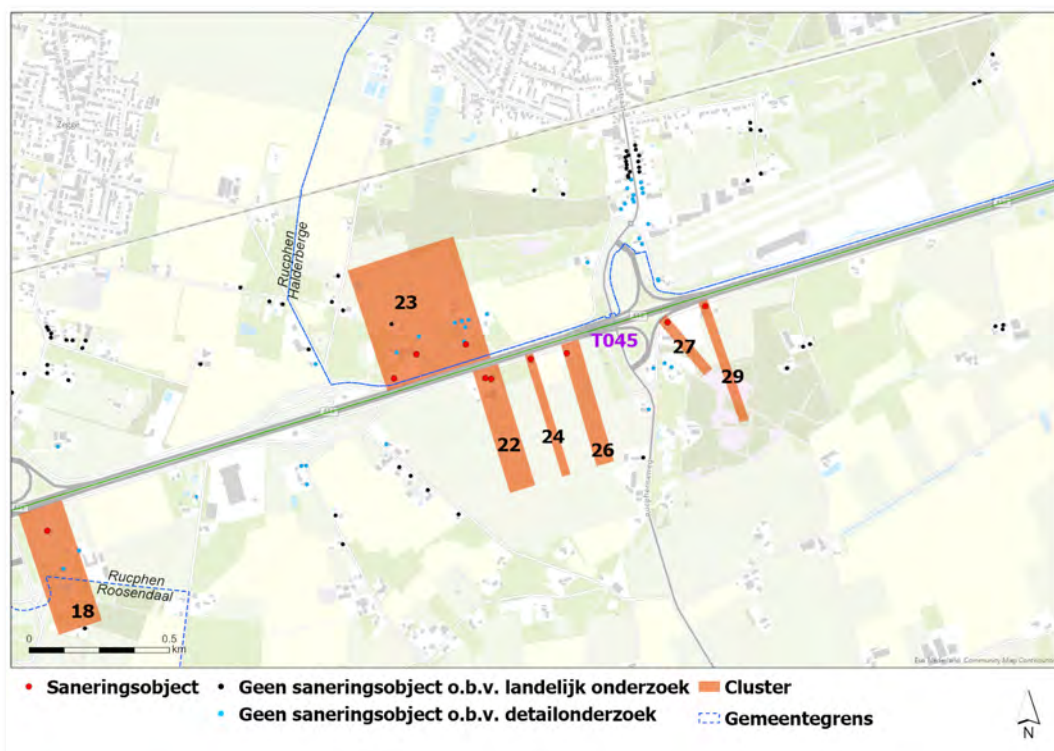 Zegge
Rucphen
Halderberge
23
T045
27
29
22
24
26
18
Rucphen
Roosendaal
0 0.5
km
Saneringsobject
Geen saneringsobject o.b.v. landelijk onderzoek
Cluster
Geen saneringsobject o.b.v. detailonderzoek
Gemeentegrens
N